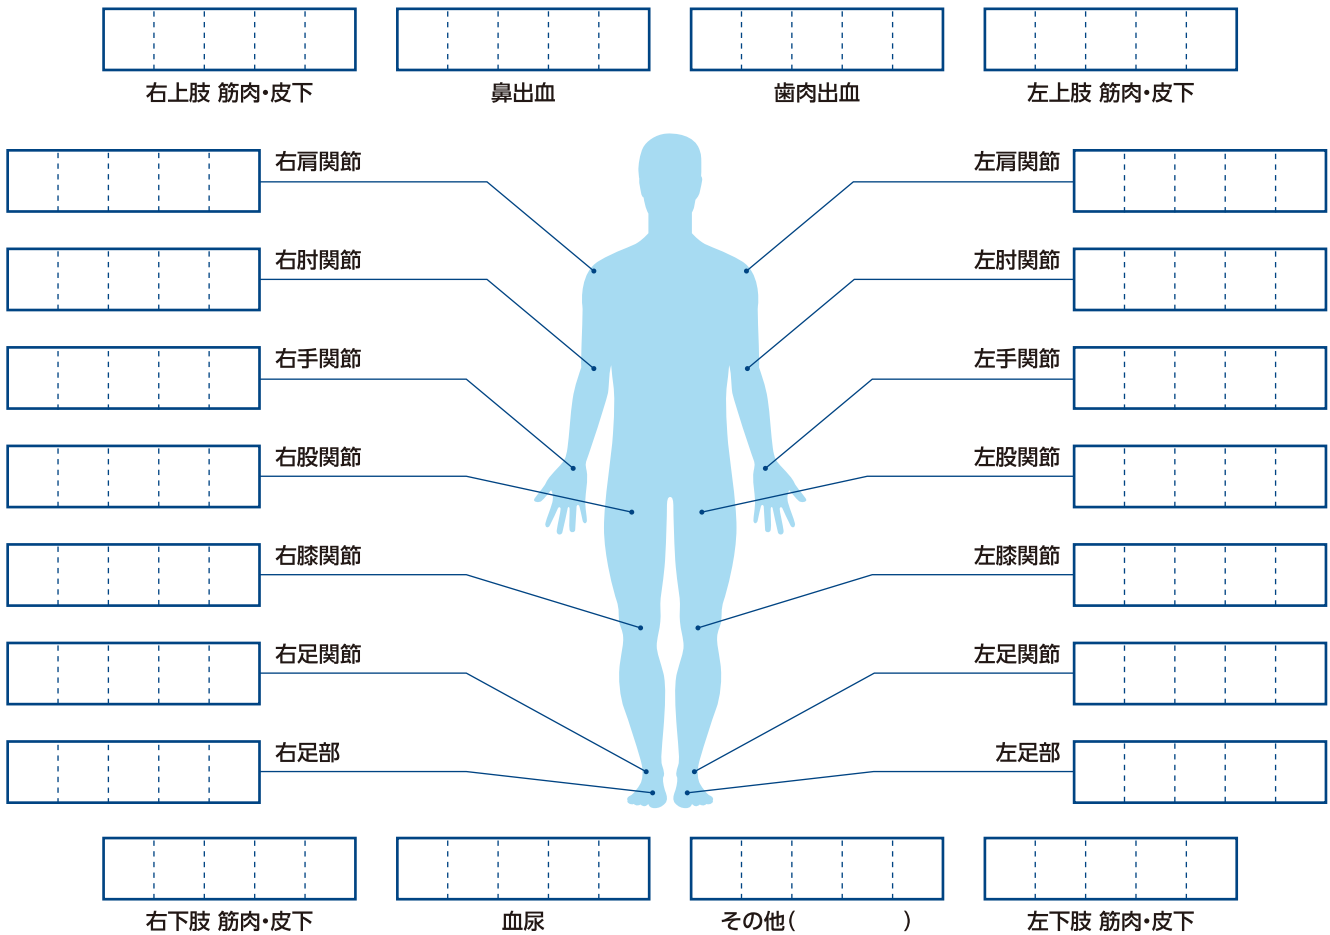 右上肢 筋肉・皮下
鼻出血
歯肉出血
左上肢 筋肉・皮下
右肩関節
左肩関節
右肘関節
左肘関節
右手関節
左手関節
右股関節
左股関節
右膝関節
左膝関節
右足関節
左足関節
右足部
左足部
右下肢 筋肉・皮下
血尿
その他(　　　　　)
左下肢 筋肉・皮下